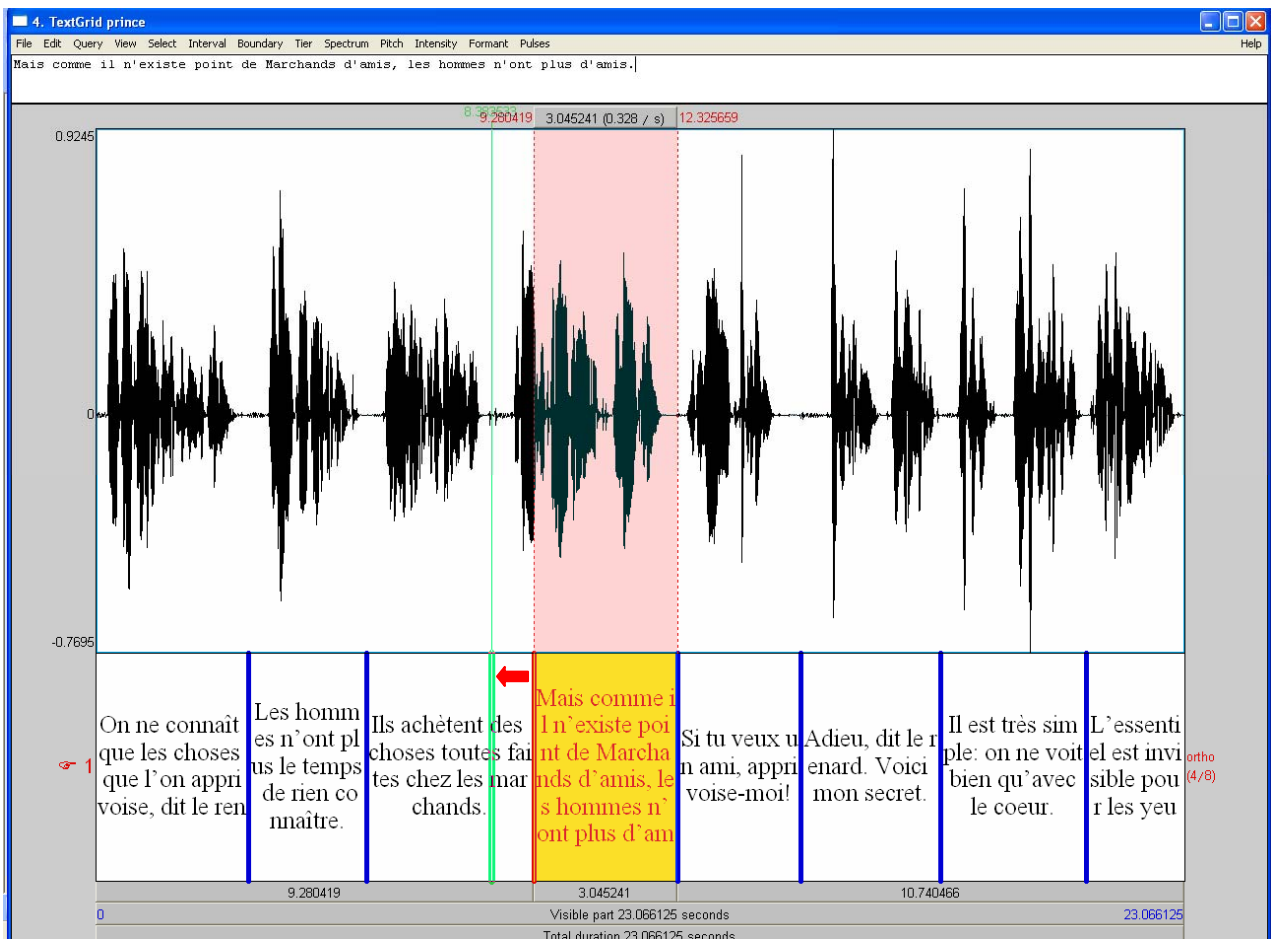 4. TextGrid prince
File Edit Query View Select Interval Boundary Tier Spectrum Pitch Intensity Formant Pulses Help
Mais comme il n'existe point de Marchands d'amis, les hommes n'ont plus d'amis.
9.280419 3.045241 (0.328 / s) 12.325659
0.9245
0
-0.7695
On ne connaît
que les choses
que l'on appri
voise, dit le ren
Les homm
es n'ont pl
us le temps
de rien co
nnaître.
Ils achètent des
choses toutes fai
tes chez les mar
chands.
Mais comme i
l n'existe poi
nt de Marcha
nds d'amis, le
s hommes n'
ont plus d'am
Si tu veux u
n ami, appri
voise-moi!
Adieu, dit le r
enard. Voici
mon secret.
Il est très sim
ple: on ne voit
bien qu'avec
le coeur.
L'essenti
el est invi
sible pou
r les yeu
1
ortho
(4/8)
9.280419 3.045241 10.740466
0 Visible part 23.066125 seconds 23.066125
Total duration 23.066125 seconds